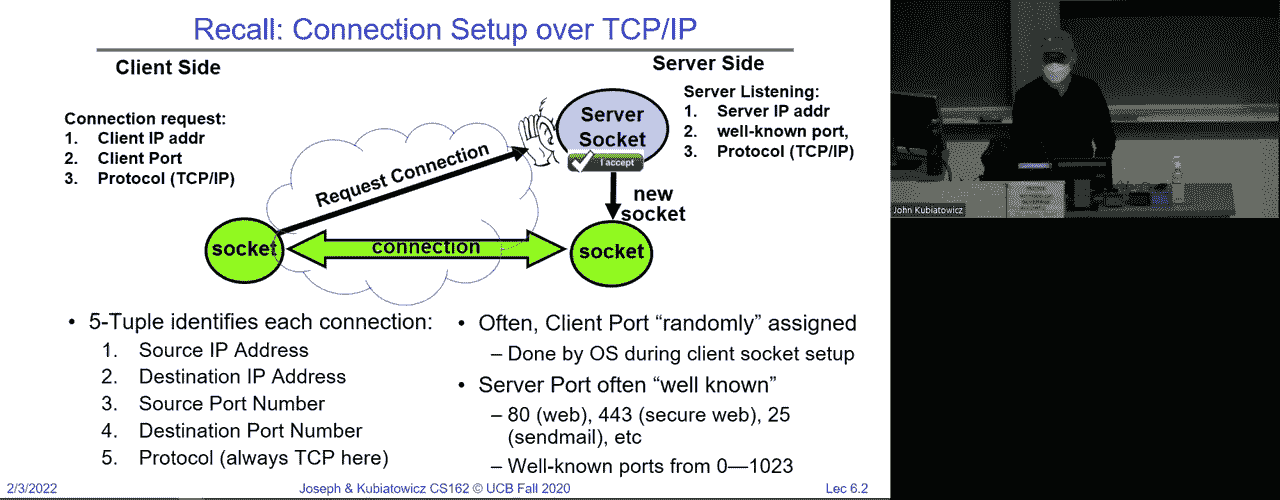 Recall: Connection Setup over TCP/IP
Client Side
Server Side
Connection request:
1. Client IP addr
2. Client Port
3. Protocol (TCP/IP)
Request Connection
Server
Socket
I accept
Server Listening:
1. Server IP addr
2. well-known port,
3. Protocol (TCP/IP)
new
socket
socket
connection
socket
• 5-Tuple identifies each connection:
1. Source IP Address
2. Destination IP Address
3. Source Port Number
4. Destination Port Number
5. Protocol (always TCP here)
• Often, Client Port “randomly” assigned
– Done by OS during client socket setup
• Server Port often “well known”
– 80 (web), 443 (secure web), 25
(sendmail), etc
– Well-known ports from 0—1023
2/3/2022
Joseph & Kubiatowicz CS162 © UCB Fall 2020
Lec 6.2
John Kubiatowicz